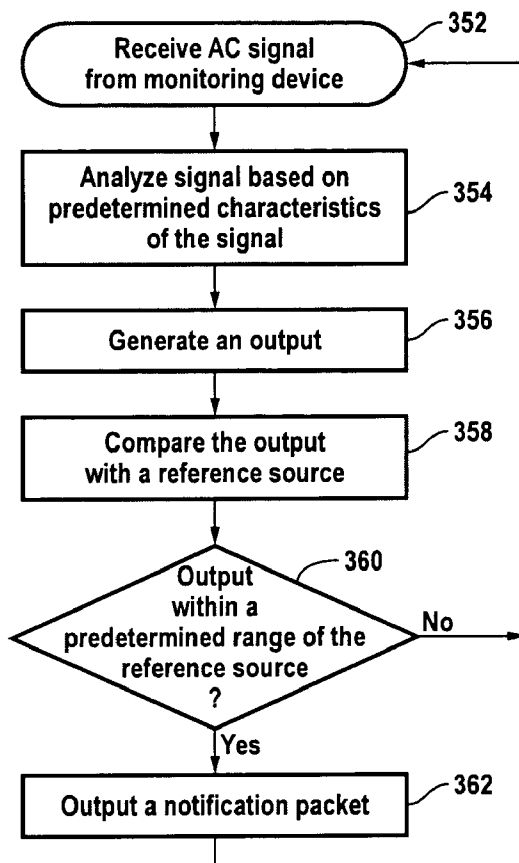 352
Receive AC signal
from monitoring device
Analyze signal based on
predetermined characteristics
of the signal
354
Generate an output
356
Compare the output
with a reference source
358
360
Output
within a
predetermined range of the
reference source
?
No
Yes
Output a notification packet
362